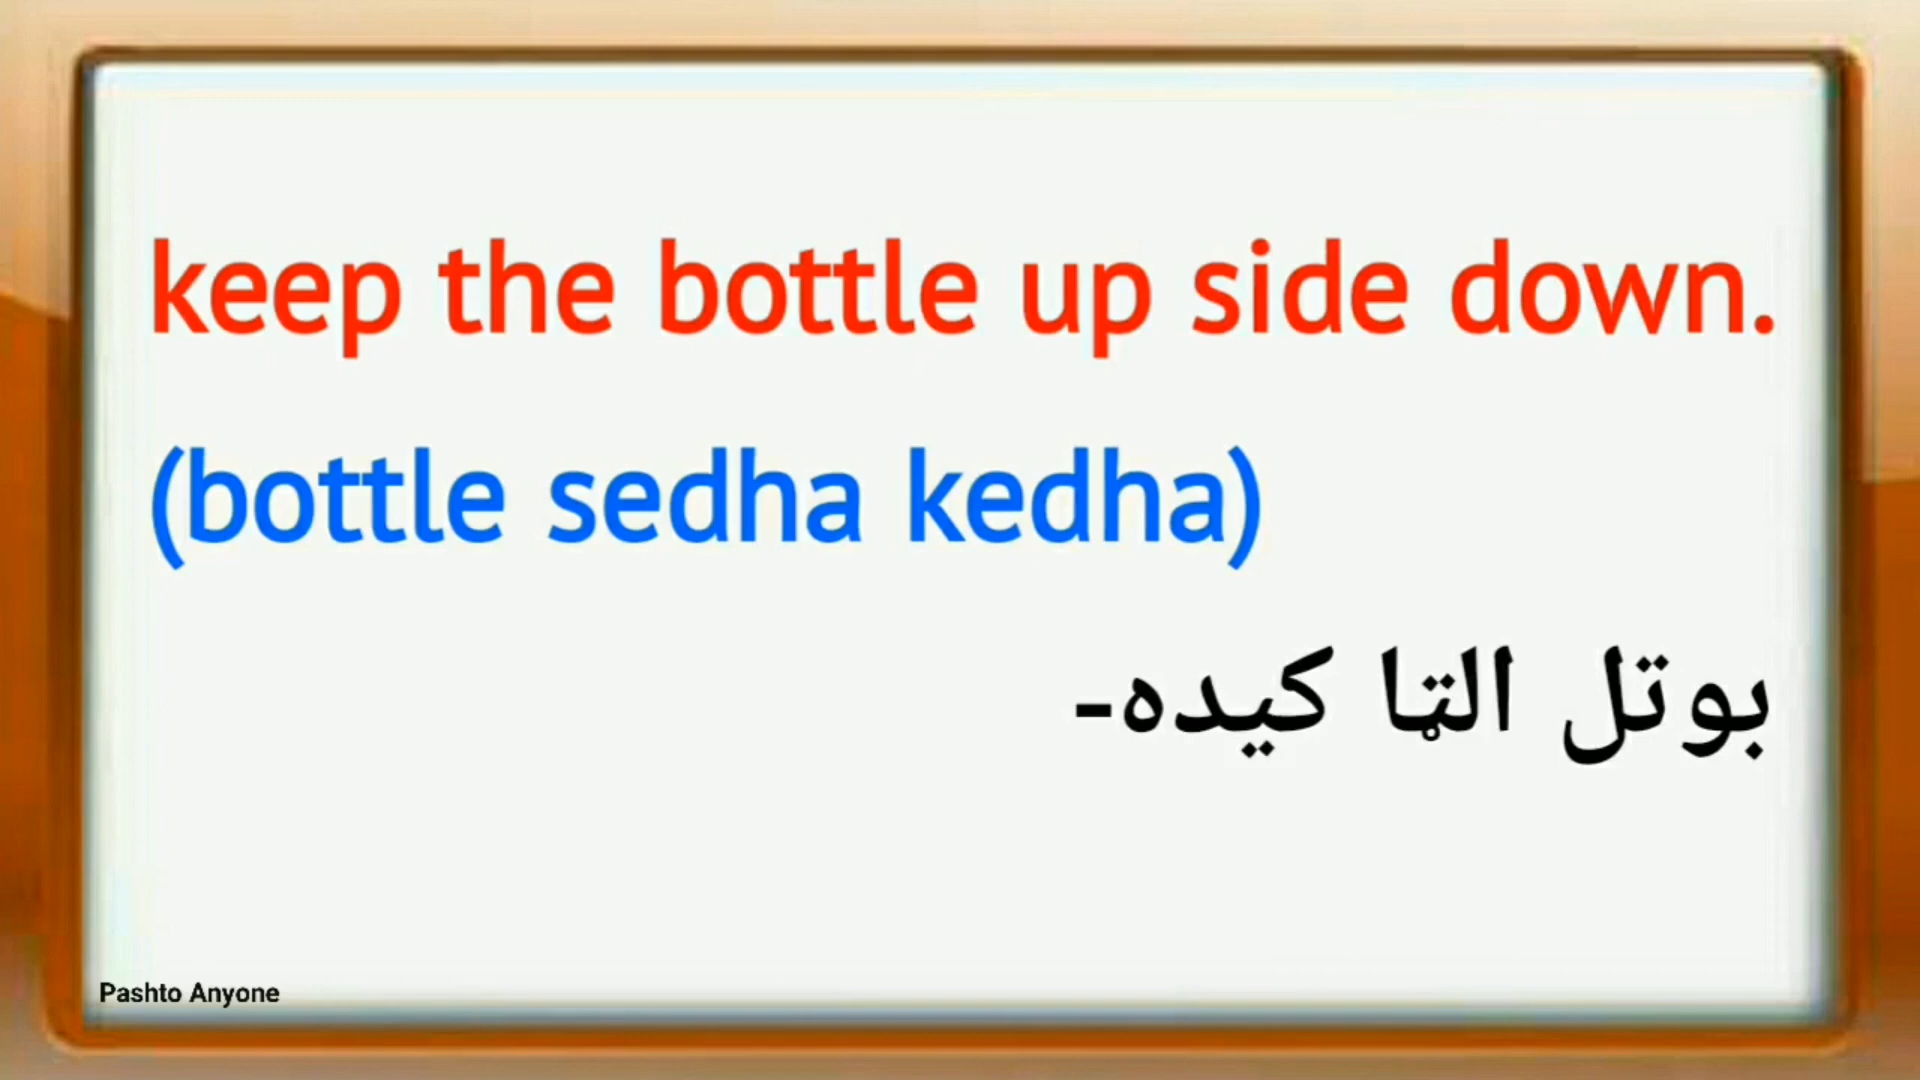 keep the bottle up side down.
(bottle sedha kedha)
بوتل الټا کیده-
Pashto Anyone